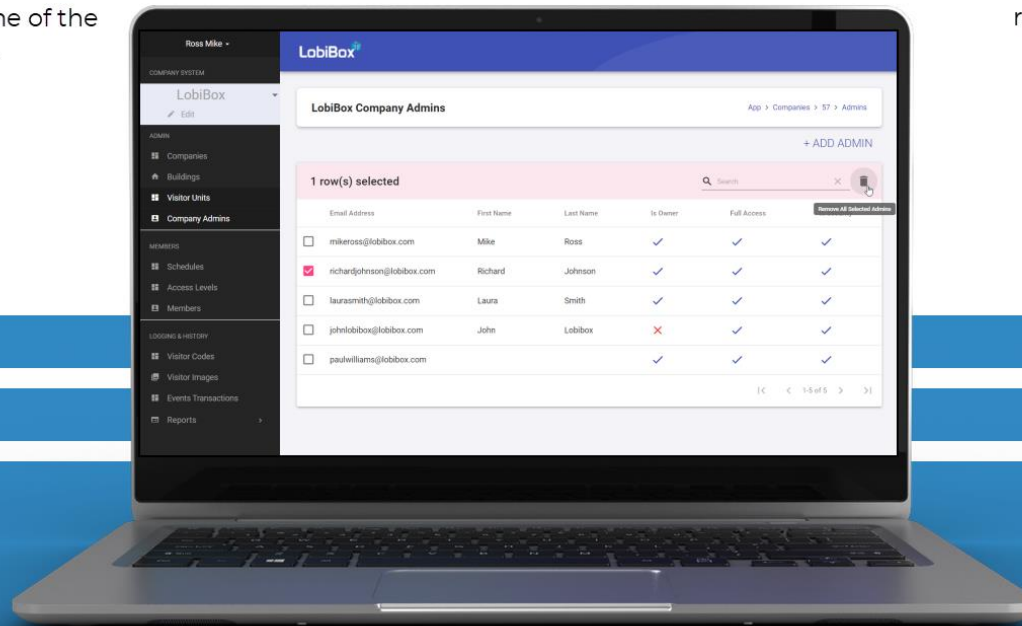 ne of the
Ross Mike
LobiBox
COMPANY SYSTEM
LobiBox
Edit
ADMIN
Companies
Buildings
Visitor Units
Company Admins
MEMBERS
Schedules
Access Levels
Members
LOGGING & HISTORY
Visitor Codes
Visitor Images
Events Transactions
Reports
LobiBox Company Admins
App > Companies > 57 > Admins
+ ADD ADMIN
1 row(s) selected
Search
Remove All Selected Admins
Email Address First Name Last Name Is Owner Full Access
mikeross@lobibox.com Mike Ross
richardjohnson@lobibox.com Richard Johnson
laurasmith@lobibox.com Laura Smith
johnlobibox@lobibox.com John Lobibox
paulwilliams@lobibox.com
1-5 of 5